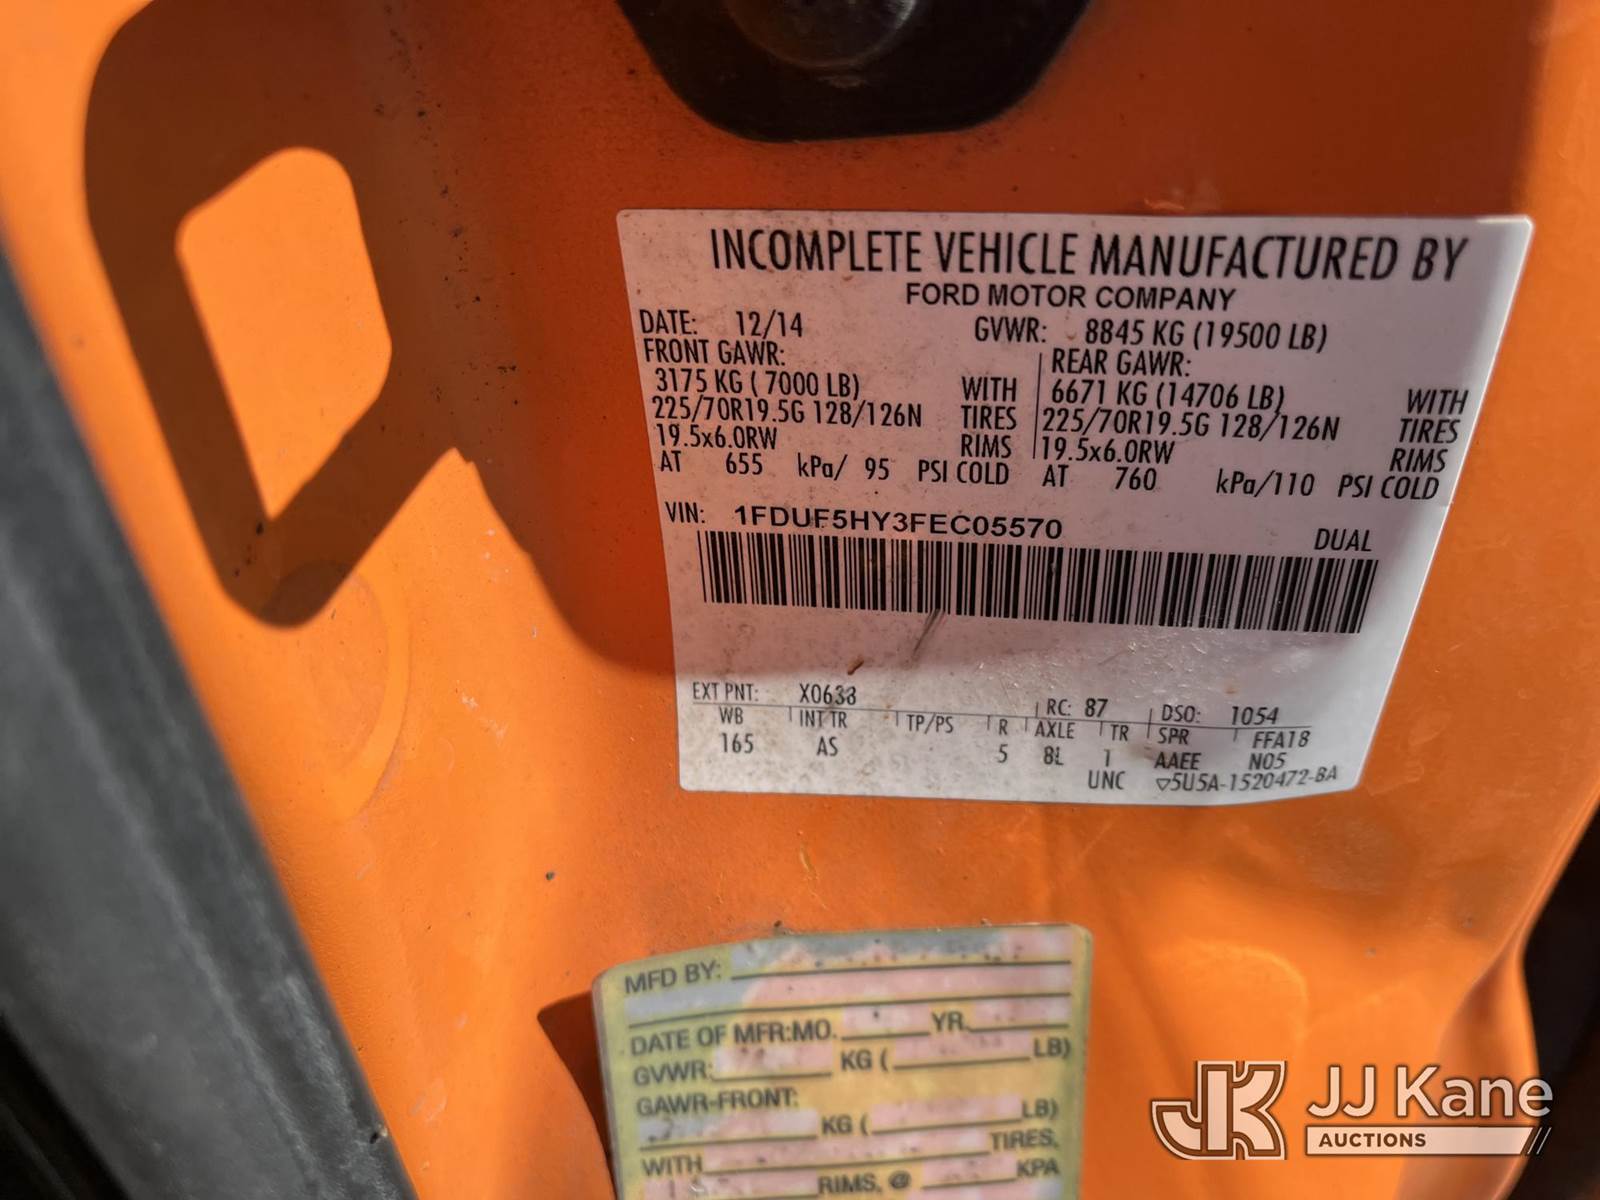 INCOMPLETE VEHICLE MANUFACTURED BY
FORD MOTOR COMPANY
DATE: 12/14 GVWR: 8845 KG (19500 LB)
FRONT GAWR: REAR GAWR:
3175 KG ( 7000 LB) WITH 6671 KG (14706 LB) WITH
225/70R19.5G 128/126N TIRES 225/70R19.5G 128/126N TIRES
19.5x6.0RW RIMS 19.5x6.0RW RIMS
AT 655 kPa/ 95 PSI COLD AT 760 kPa/110 PSI COLD
VIN: 1FDUF5HY3FEC05570 DUAL
EXT PNT: X0638 RC: 87 DSO: 1054
WB INT TR TP/PS R AXLE TR SPR FFA18
165 AS 5 8L 1 AAEE N05
UNC ▽5U5A-1520472-BA
MFD BY:
DATE OF MFR:MO. YR.
GVWR: KG ( LB)
GAWR-FRONT:
KG ( LB)
WITH TIRES,
RIMS, @ KPA
JK JJ Kane
AUCTIONS